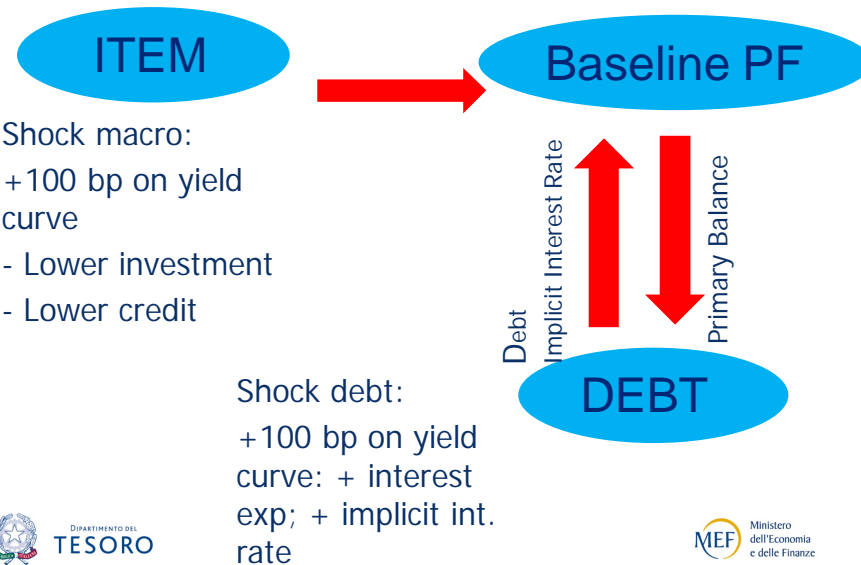 ITEM
Baseline PF
Shock macro:
+100 bp on yield
curve
- Lower investment
- Lower credit
Debt
Implicit Interest Rate
Primary Balance
DEBT
Shock debt:
+100 bp on yield
curve: + interest
exp; + implicit int.
rate
DIPARTIMENTO DEL
TESORO
MEF
Ministero
dell'Economia
e delle Finanze